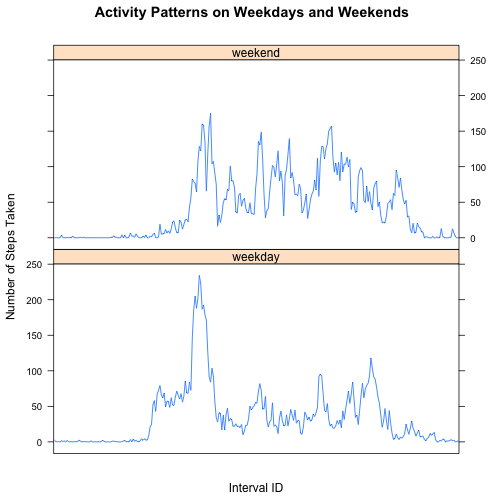 Activity Patterns on Weekdays and Weekends
weekend
250
200
150
100
50
0
weekday
250
200
150
100
50
0
Number of Steps Taken
Interval ID